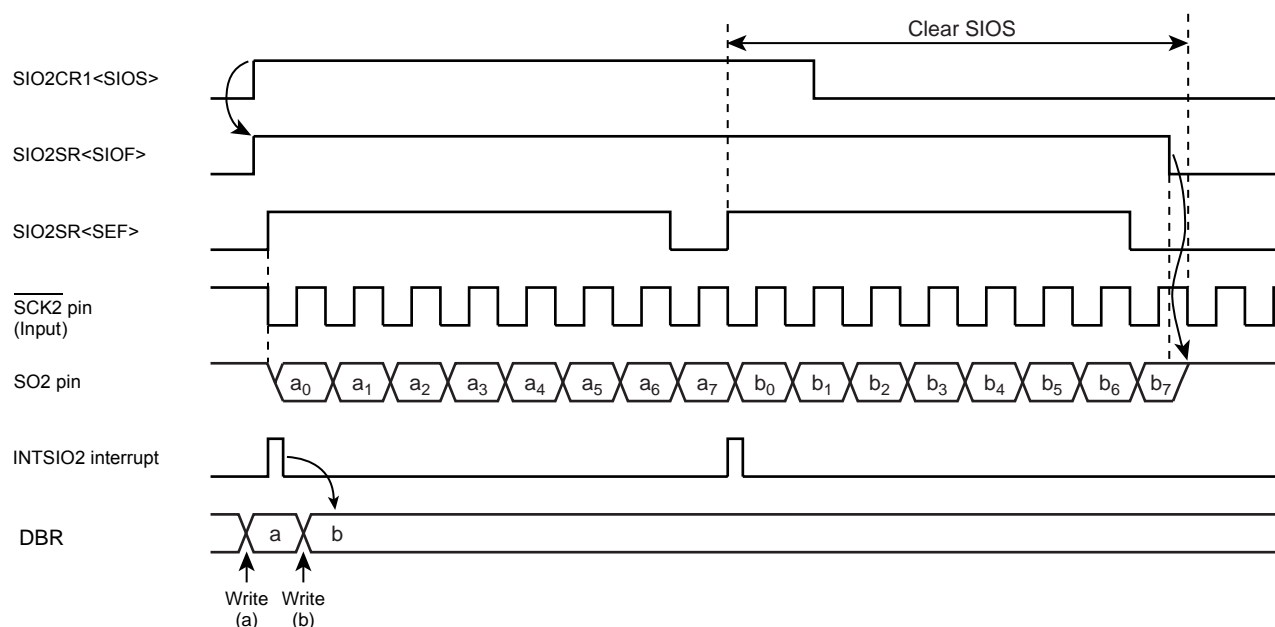 Clear SIOS
SIO2CR1<SIOS>
SIO2SR<SIOF>
SIO2SR<SEF>
SCK2 pin
(Input)
SO2 pin
a0 a1 a2 a3 a4 a5 a6 a7 b0 b1 b2 b3 b4 b5 b6 b7
INTSIO2 interrupt
DBR
a b
Write Write
(a) (b)